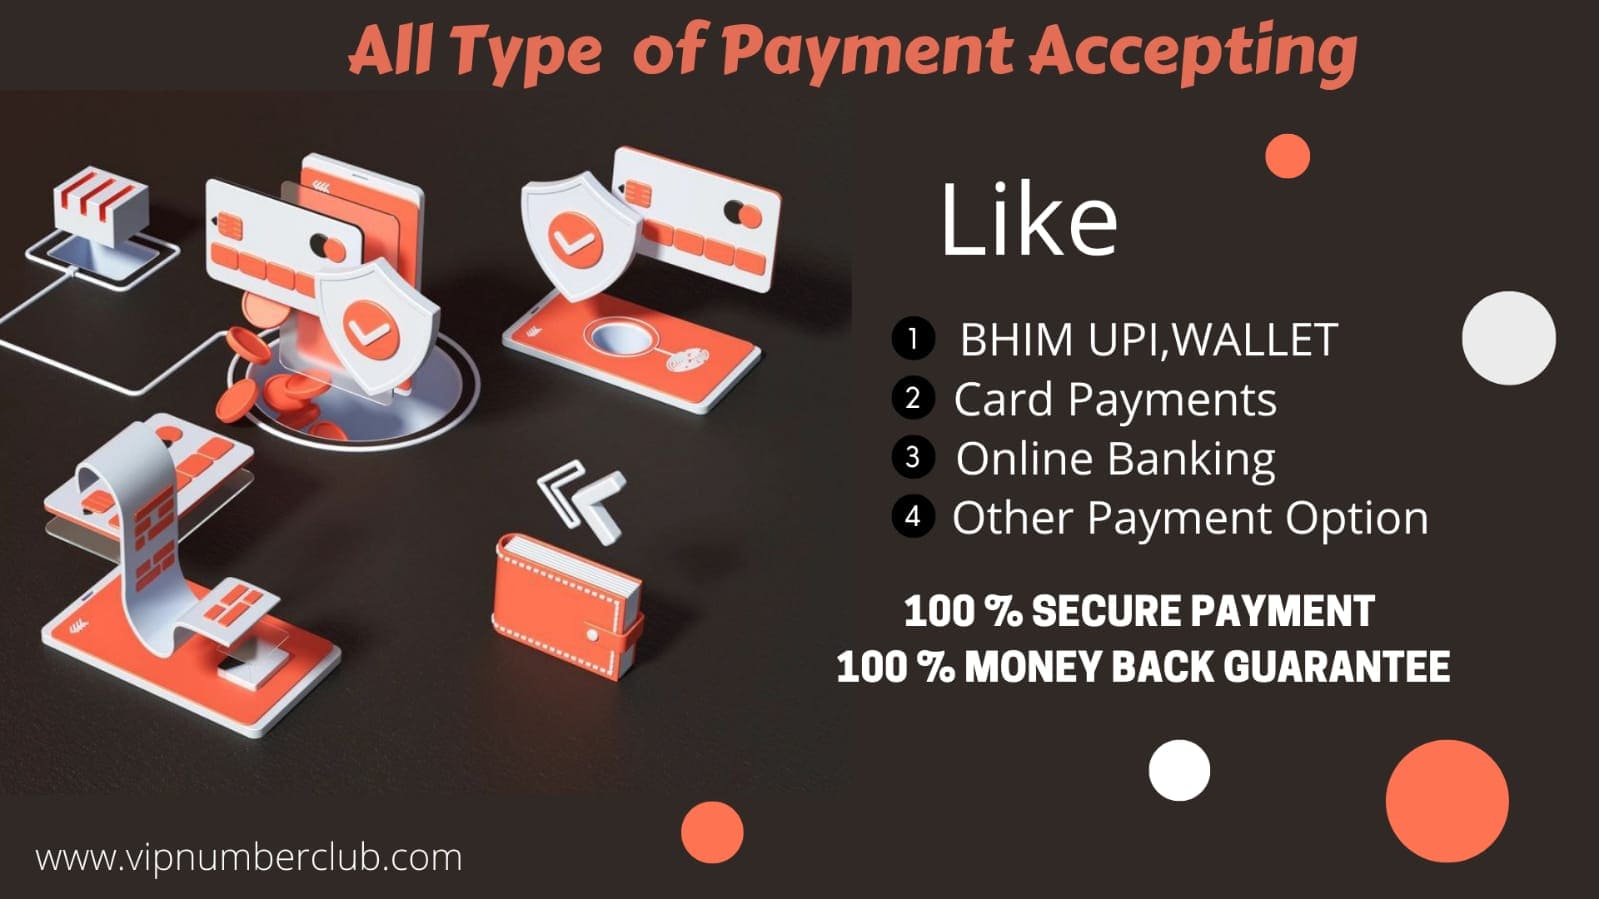 All Type of Payment Accepting
Like
1 BHIM UPI,WALLET
2 Card Payments
3 Online Banking
4 Other Payment Option
100 % SECURE PAYMENT
100 % MONEY BACK GUARANTEE
www.vipnumberclub.com